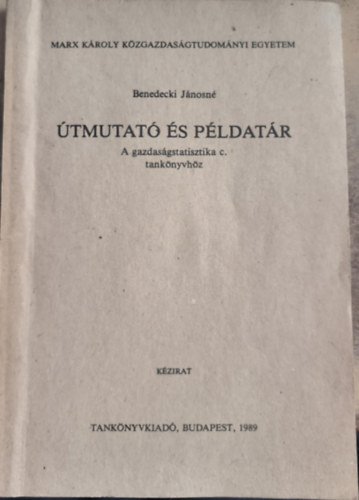 MARX KÁROLY KÖZGAZDASÁGTUDOMÁNYI EGYETEM
Benedecki Jánosné
ÚTMUTATÓ ÉS PÉLDATÁR
A gazdaságstatisztika c.
tankönyvhöz
KÉZIRAT
TANKÖNYVKIADÓ, BUDAPEST, 1989